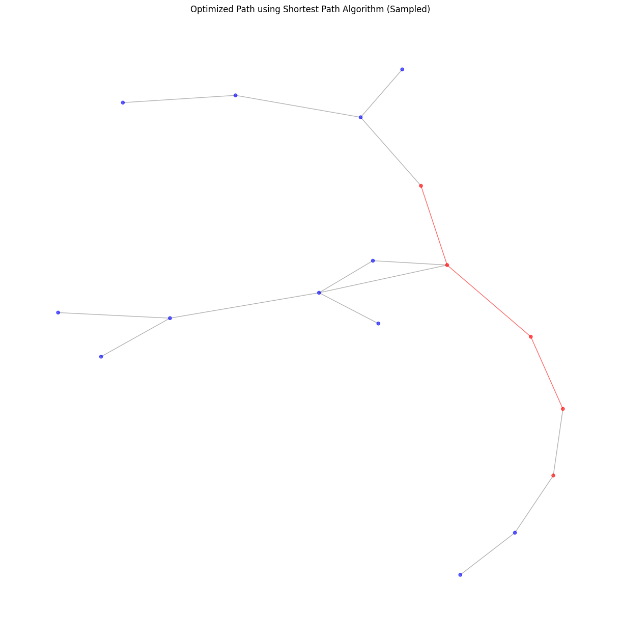 Optimized Path using Shortest Path Algorithm (Sampled)